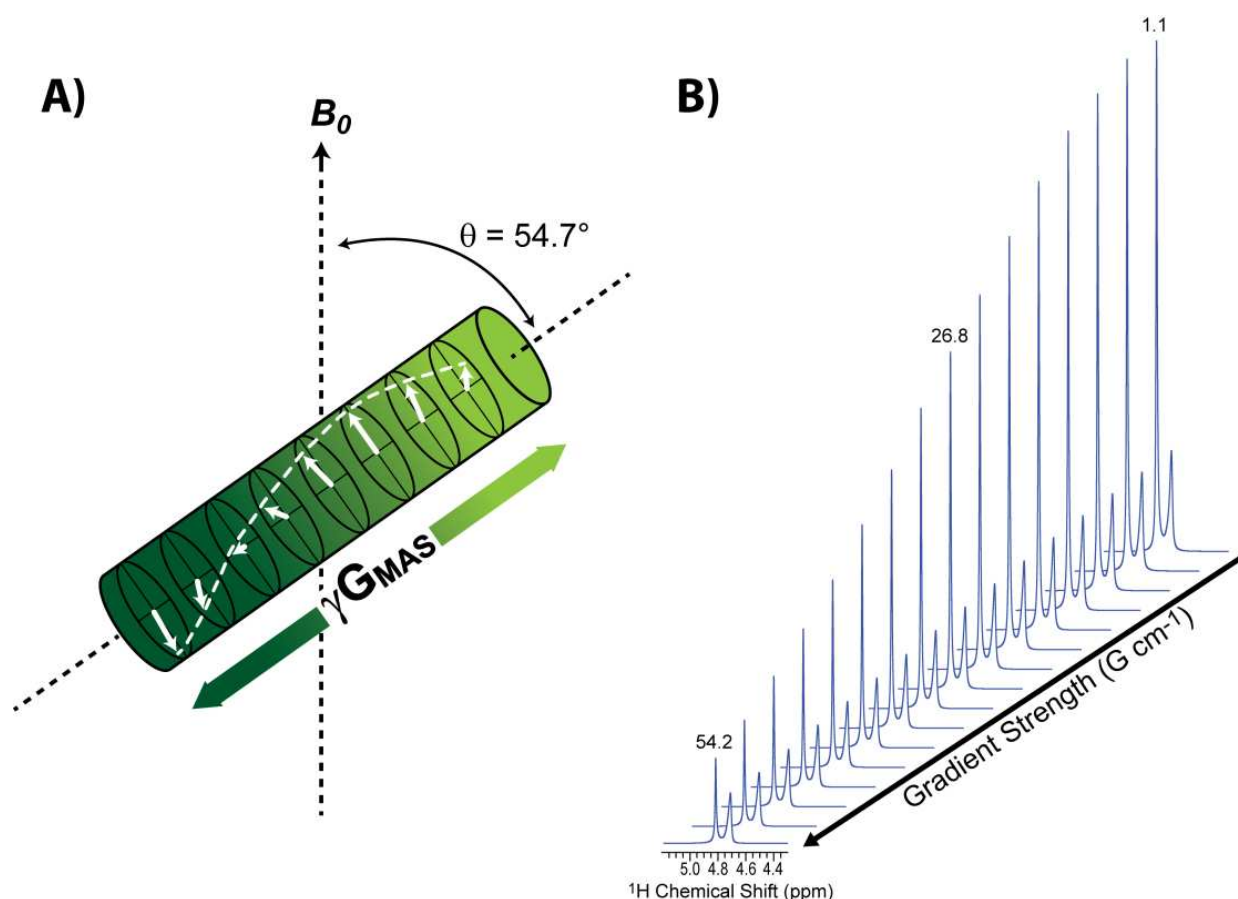 A)
B₀
θ = 54.7°
γGMAS
B)
1.1
26.8
54.2
Gradient Strength (G cm⁻¹)
5.0 4.8 4.6 4.4
¹H Chemical Shift (ppm)